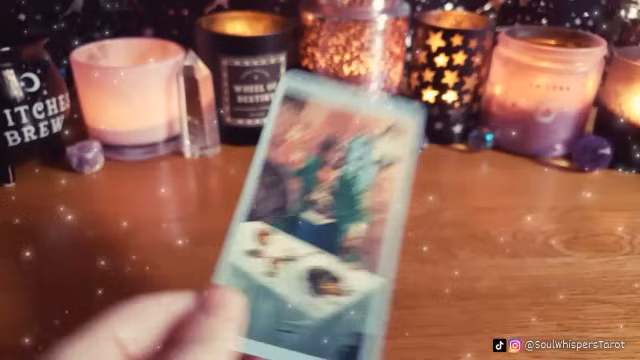 ITCHES
BREW
WHEEL OF
DESTINY
@SoulWhispersTarot